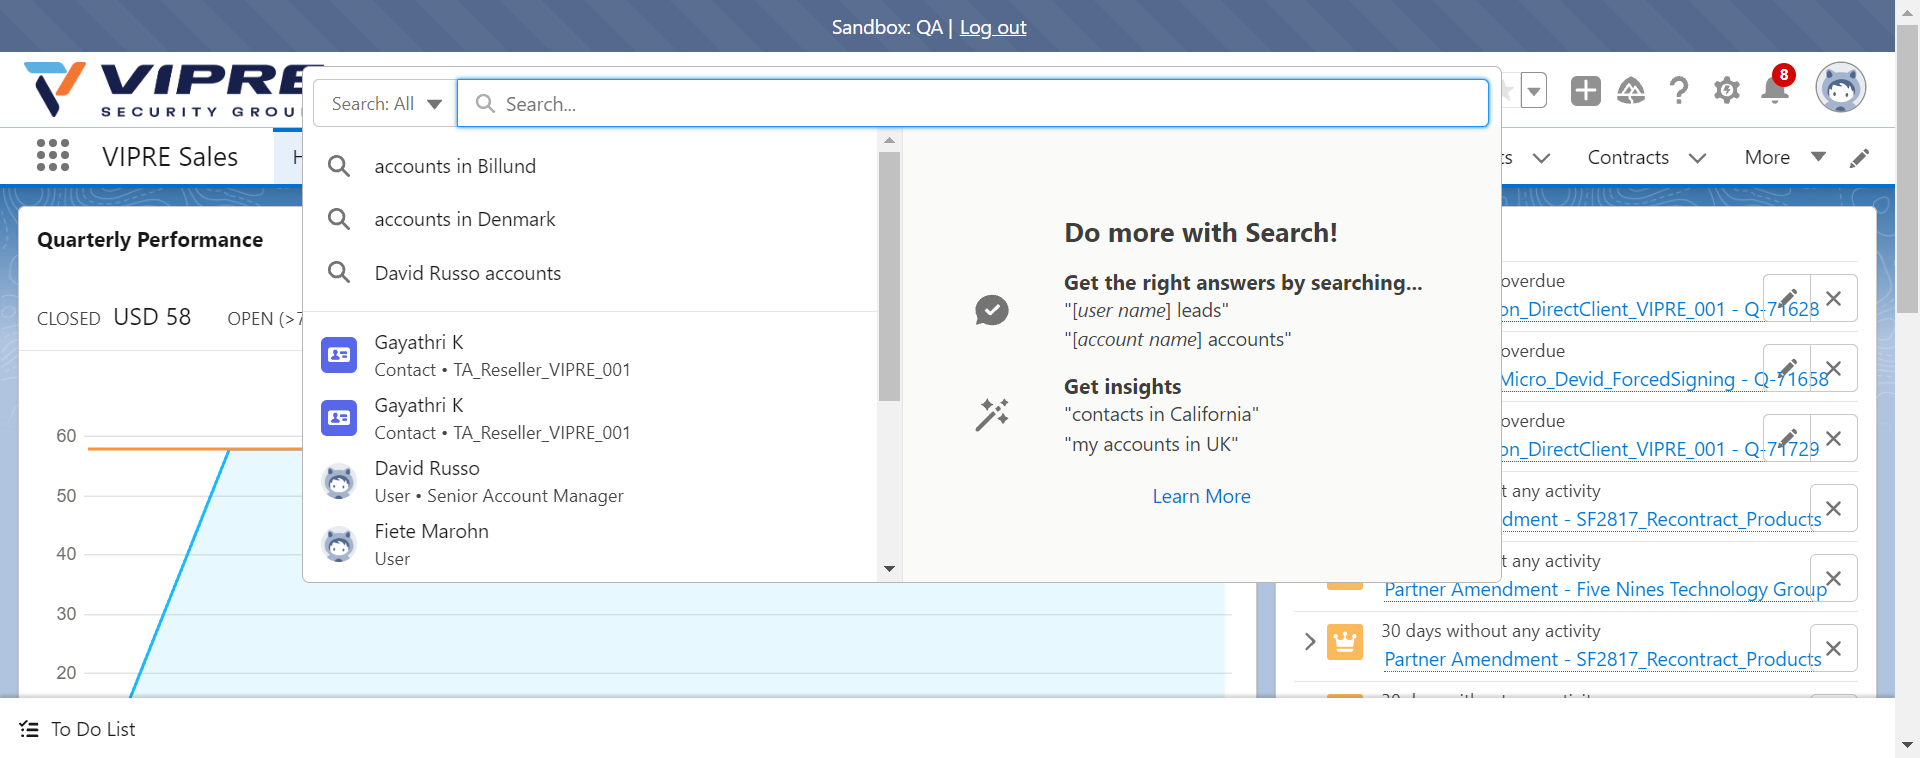 Sandbox: QA | Log out
VIPRE
SECURITY GROU
Search: All
Search...
8
VIPRE Sales
H
ts
Contracts
More
accounts in Billund
accounts in Denmark
David Russo accounts
Gayathri K
Contact • TA_Reseller_VIPRE_001
Gayathri K
Contact • TA_Reseller_VIPRE_001
David Russo
User • Senior Account Manager
Fiete Marohn
User
Do more with Search!
Get the right answers by searching...
"[user name] leads"
"[account name] accounts"
Get insights
"contacts in California"
"my accounts in UK"
Learn More
Quarterly Performance
CLOSED USD 58 OPEN (>7
60
50
40
30
20
overdue
on_DirectClient_VIPRE_001 - Q-71628
overdue
Micro_Devid_ForcedSigning - Q-71658
overdue
on_DirectClient_VIPRE_001 - Q-71729
t any activity
dment - SF2817_Recontract_Products
t any activity
Partner Amendment - Five Nines Technology Group
30 days without any activity
Partner Amendment - SF2817_Recontract_Products
To Do List